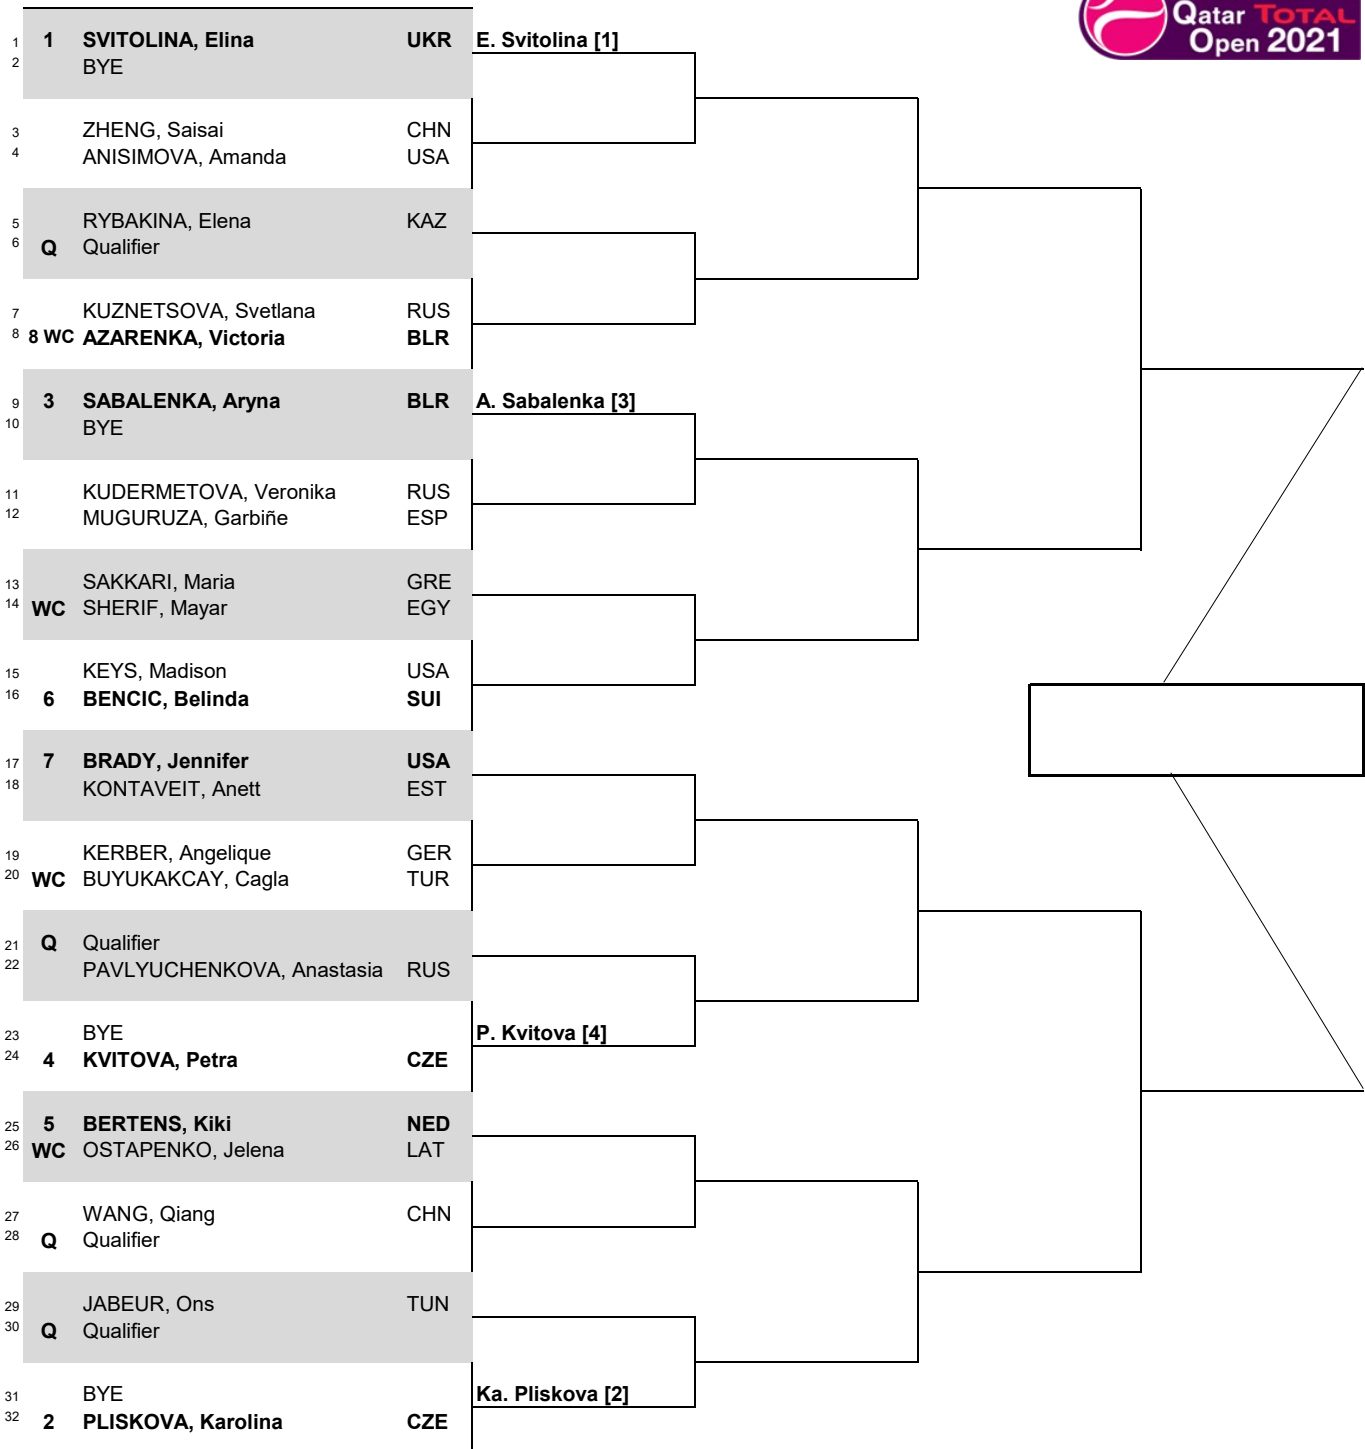 Qatar TOTAL
Open 2021
1 1 SVITOLINA, Elina UKR E. Svitolina [1]
2 BYE
3 ZHENG, Saisai CHN
4 ANISIMOVA, Amanda USA
5 RYBAKINA, Elena KAZ
6 Q Qualifier
7 KUZNETSOVA, Svetlana RUS
8 8 WC AZARENKA, Victoria BLR
9 3 SABALENKA, Aryna BLR A. Sabalenka [3]
10 BYE
11 KUDERMETOVA, Veronika RUS
12 MUGURUZA, Garbiñe ESP
13 SAKKARI, Maria GRE
14 WC SHERIF, Mayar EGY
15 KEYS, Madison USA
16 6 BENCIC, Belinda SUI
17 7 BRADY, Jennifer USA
18 KONTAVEIT, Anett EST
19 KERBER, Angelique GER
20 WC BUYUKAKCAY, Cagla TUR
21 Q Qualifier
22 PAVLYUCHENKOVA, Anastasia RUS
23 BYE P. Kvitova [4]
24 4 KVITOVA, Petra CZE
25 5 BERTENS, Kiki NED
26 WC OSTAPENKO, Jelena LAT
27 WANG, Qiang CHN
28 Q Qualifier
29 JABEUR, Ons TUN
30 Q Qualifier
31 BYE Ka. Pliskova [2]
32 2 PLISKOVA, Karolina CZE